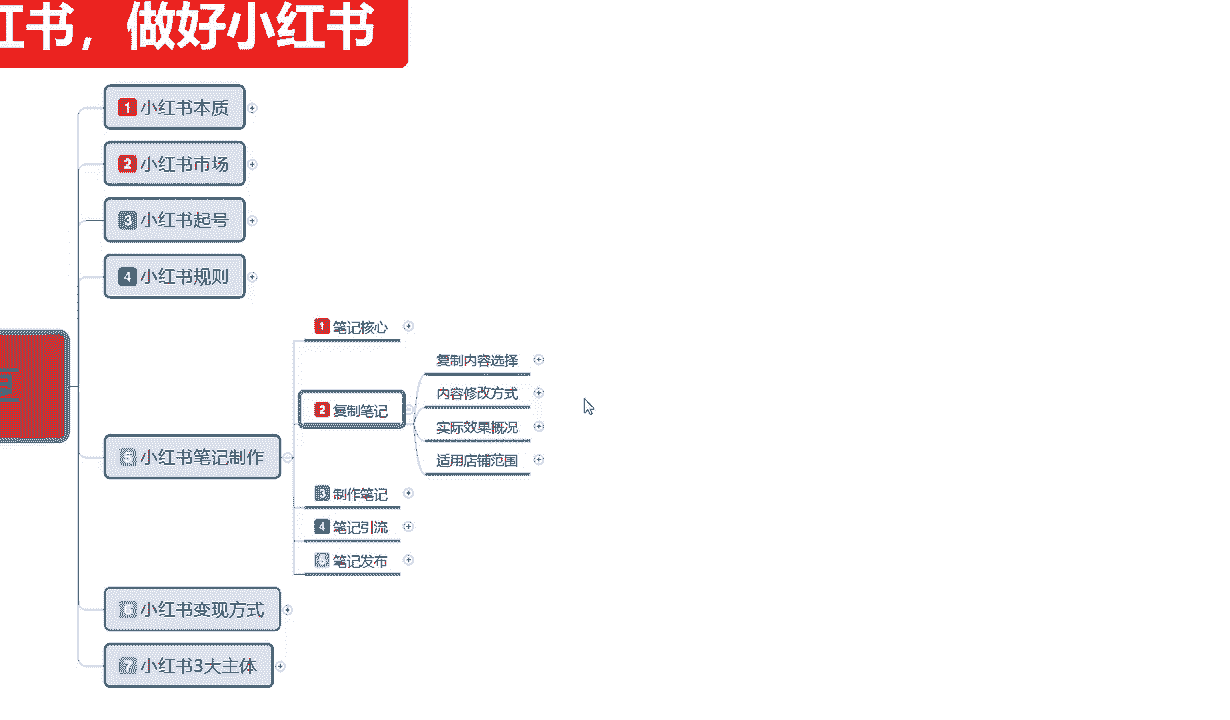 红书，做好小红书
1 小红书本质
2 小红书市场
3 小红书起号
4 小红书规则
5 小红书笔记制作
1 笔记核心
2 复制笔记
复制内容选择
内容修改方式
实际效果概况
适用店铺范围
3 制作笔记
4 笔记引流
5 笔记发布
6 小红书变现方式
7 小红书3大主体